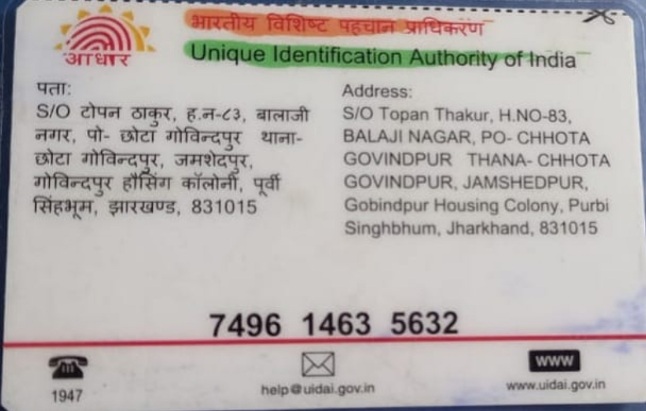 भारतीय विशिष्ट पहचान प्राधिकरण
Unique Identification Authority of India
आधार
पता:
S/O टोपन ठाकुर, ह.न-८३, बालाजी
नगर, पो- छोटा गोविन्दपुर थाना-
छोटा गोविन्दपुर, जमशेदपुर,
गोविन्दपुर हौसिंग कॉलोनी, पूर्वी
सिंहभूम, झारखण्ड, 831015
Address:
S/O Topan Thakur, H.NO-83,
BALAJI NAGAR, PO- CHHOTA
GOVINDPUR THANA- CHHOTA
GOVINDPUR, JAMSHEDPUR,
Gobindpur Housing Colony, Purbi
Singhbhum, Jharkhand, 831015
7496 1463 5632
1947
help@uidai.gov.in
WWW
www.uidai.gov.in